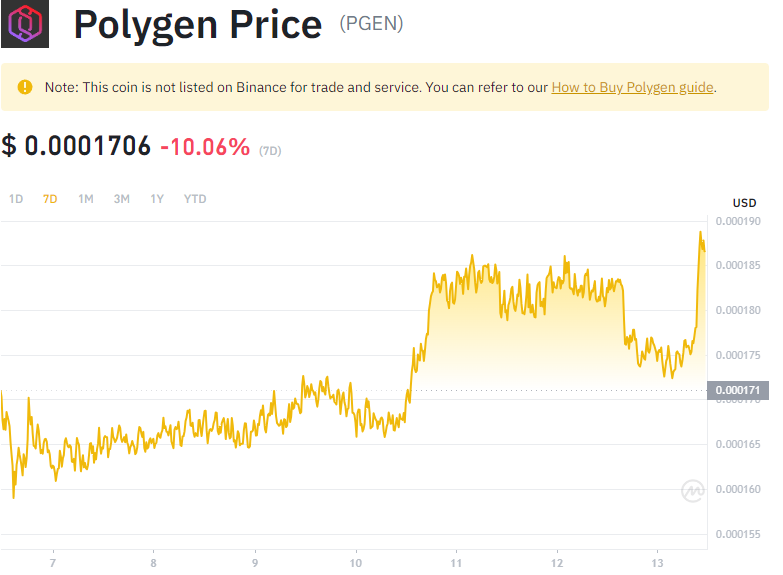 Polygen Price (PGEN)
Note: This coin is not listed on Binance for trade and service. You can refer to our How to Buy Polygen guide.
$ 0.0001706 -10.06% (7D)
1D 7D 1M 3M 1Y YTD
USD
0.000190
0.000185
0.000180
0.000175
0.000171
0.000170
0.000165
0.000160
0.000155
7 8 9 10 11 12 13